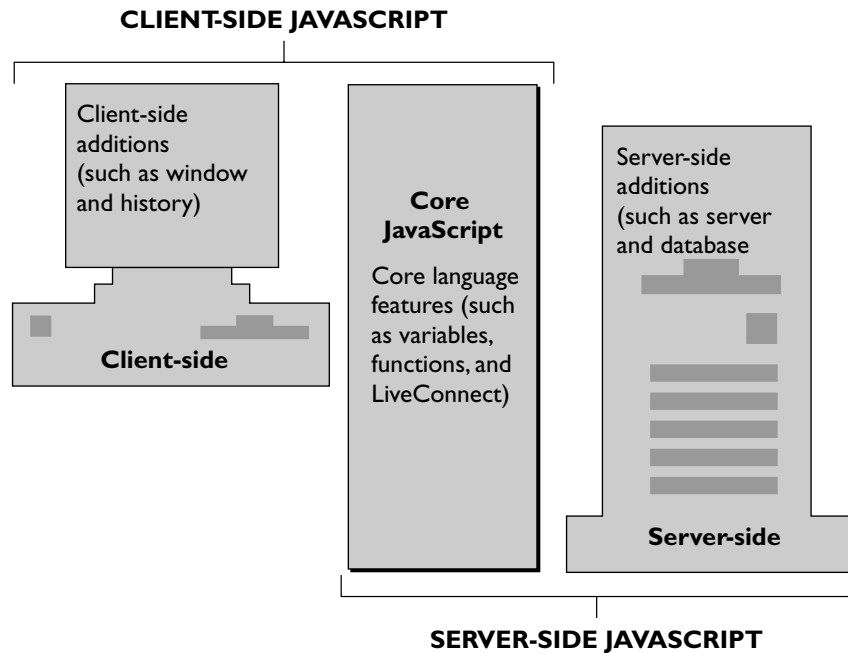 CLIENT-SIDE JAVASCRIPT
Client-side
additions
(such as window
and history)
Client-side
Core
JavaScript
Core language
features (such
as variables,
functions, and
LiveConnect)
Server-side
additions
(such as server
and database
Server-side
SERVER-SIDE JAVASCRIPT